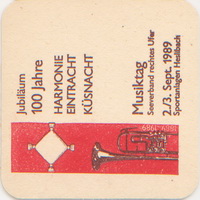 Jubiläum
100 Jahre
HARMONIE
EINTRACHT
KÜSNACHT
Musiktag
Seeverband rechtes Ufer
2./3. Sept. 1989
Sportanlagen Heslibach